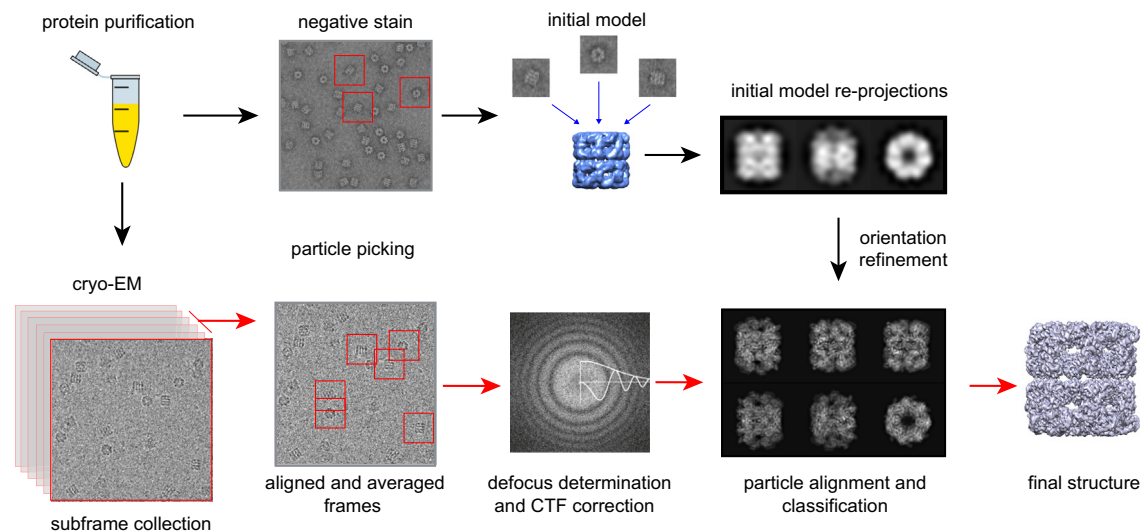 protein purification
negative stain
initial model
initial model re-projections
particle picking
orientation
refinement
cryo-EM
subframe collection
aligned and averaged
frames
defocus determination
and CTF correction
particle alignment and
classification
final structure